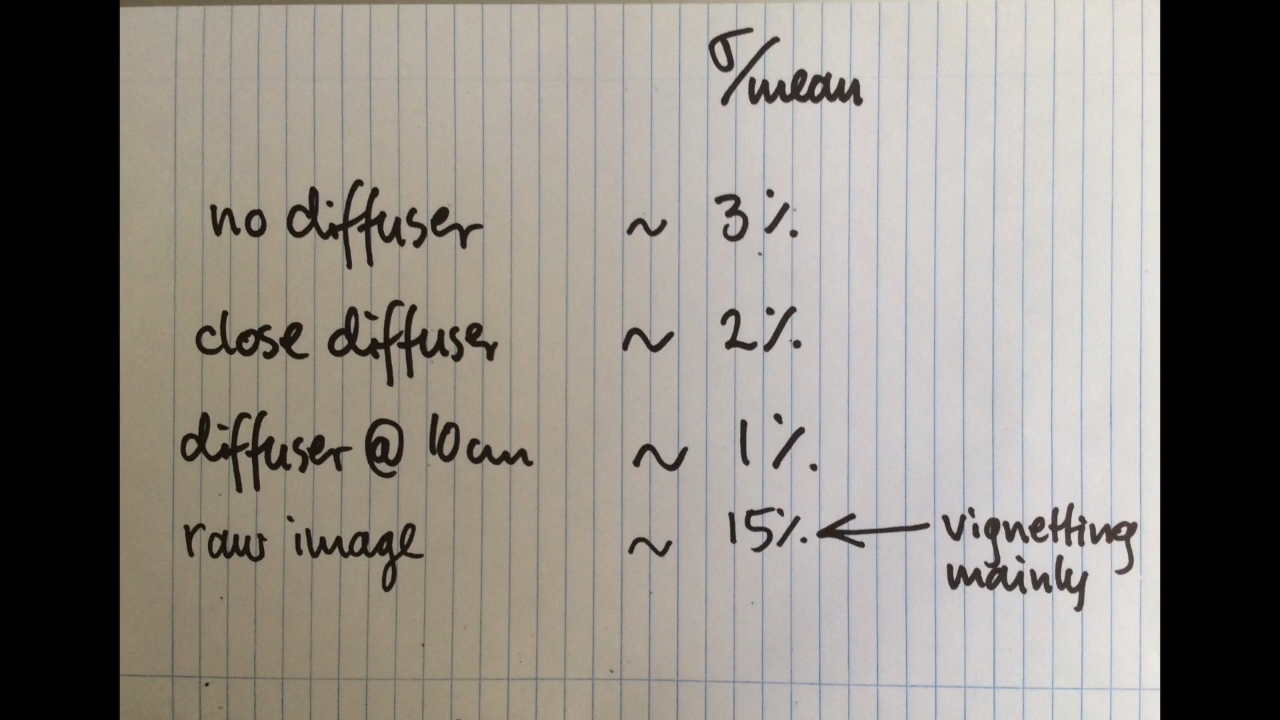 σ/mean
no diffuser ~ 3%
close diffuser ~ 2%
diffuser @ 10cm ~ 1%
raw image ~ 15% ← vignetting
mainly